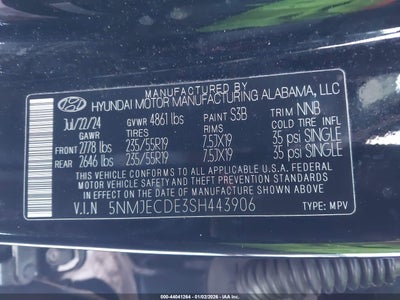 MANUFACTURED BY
HYUNDAI MOTOR MANUFACTURING ALABAMA, LLC
Jul/22/24 GVWR 4861 lbs PAINT S3B TRIM NNB
GAWR TIRES RIMS COLD TIRE INFL
FRONT 2778 lbs 235/55R19 7.5JX19 35 psi SINGLE
REAR 2646 lbs 235/55R19 7.5JX19 35 psi SINGLE
THIS VEHICLE CONFORMS TO ALL APPLICABLE U.S.A. FEDERAL
MOTOR VEHICLE SAFETY, BUMPER, AND THEFT PREVENTION STANDARDS
IN EFFECT ON THE DATE OF MANUFACTURE SHOWN ABOVE.
V.I.N 5NMJECDE3SH443906 TYPE: MPV
000-44041264 - 01/02/2026 -
© IAA Holdings, LLC